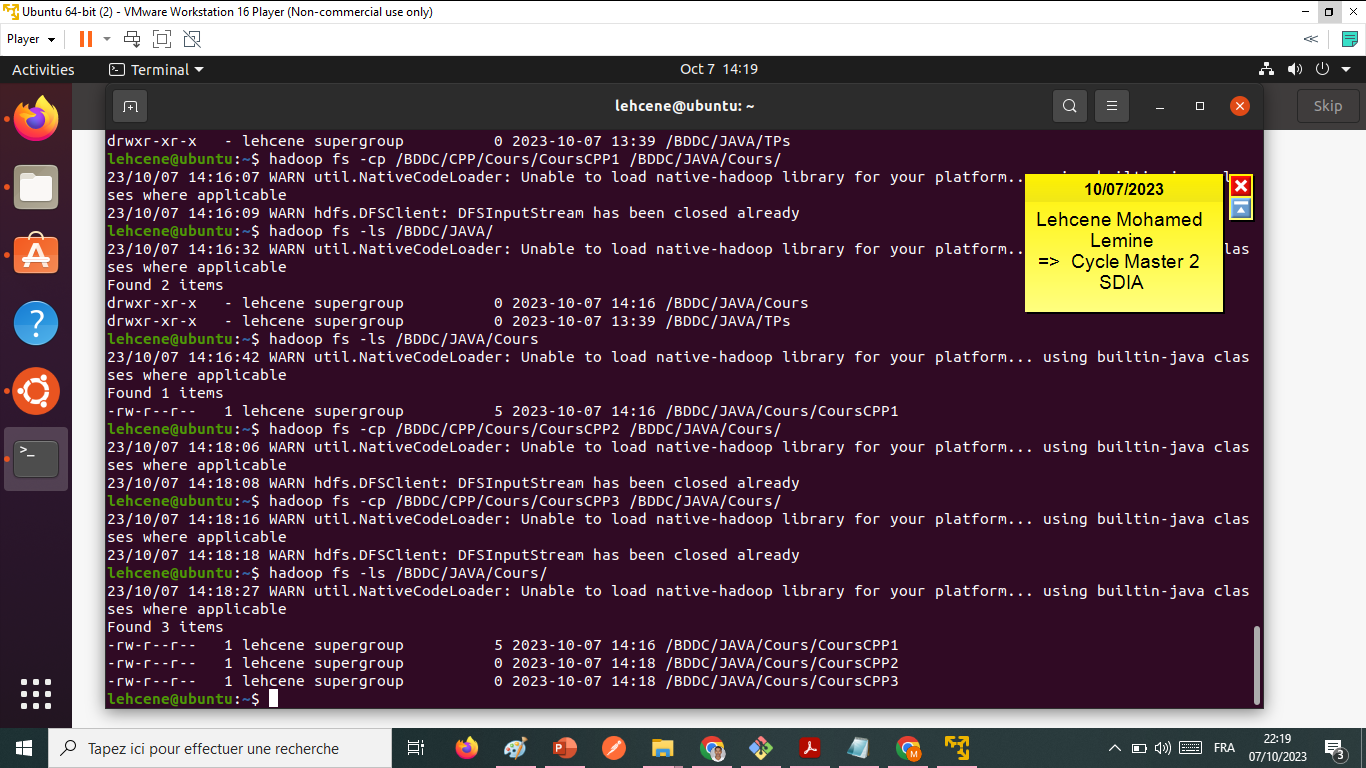 Ubuntu 64-bit (2) - VMware Workstation 16 Player (Non-commercial use only)
Player
Activities
Terminal
Oct 7 14:19
lehcene@ubuntu: ~
Skip
drwxr-xr-x   - lehcene supergroup          0 2023-10-07 13:39 /BDDC/JAVA/TPs
lehcene@ubuntu:~$ hadoop fs -cp /BDDC/CPP/Cours/CoursCPP1 /BDDC/JAVA/Cours/
23/10/07 14:16:07 WARN util.NativeCodeLoader: Unable to load native-hadoop library for your platform...
ses where applicable
23/10/07 14:16:09 WARN hdfs.DFSClient: DFSInputStream has been closed already
lehcene@ubuntu:~$ hadoop fs -ls /BDDC/JAVA/
23/10/07 14:16:32 WARN util.NativeCodeLoader: Unable to load native-hadoop library for your platform... clas
ses where applicable
Found 2 items
drwxr-xr-x   - lehcene supergroup          0 2023-10-07 14:16 /BDDC/JAVA/Cours
drwxr-xr-x   - lehcene supergroup          0 2023-10-07 13:39 /BDDC/JAVA/TPs
lehcene@ubuntu:~$ hadoop fs -ls /BDDC/JAVA/Cours
23/10/07 14:16:42 WARN util.NativeCodeLoader: Unable to load native-hadoop library for your platform... using builtin-java clas
ses where applicable
Found 1 items
-rw-r--r--   1 lehcene supergroup          5 2023-10-07 14:16 /BDDC/JAVA/Cours/CoursCPP1
lehcene@ubuntu:~$ hadoop fs -cp /BDDC/CPP/Cours/CoursCPP2 /BDDC/JAVA/Cours/
23/10/07 14:18:06 WARN util.NativeCodeLoader: Unable to load native-hadoop library for your platform... using builtin-java clas
ses where applicable
23/10/07 14:18:08 WARN hdfs.DFSClient: DFSInputStream has been closed already
lehcene@ubuntu:~$ hadoop fs -cp /BDDC/CPP/Cours/CoursCPP3 /BDDC/JAVA/Cours/
23/10/07 14:18:16 WARN util.NativeCodeLoader: Unable to load native-hadoop library for your platform... using builtin-java clas
ses where applicable
23/10/07 14:18:18 WARN hdfs.DFSClient: DFSInputStream has been closed already
lehcene@ubuntu:~$ hadoop fs -ls /BDDC/JAVA/Cours/
23/10/07 14:18:27 WARN util.NativeCodeLoader: Unable to load native-hadoop library for your platform... using builtin-java clas
ses where applicable
Found 3 items
-rw-r--r--   1 lehcene supergroup          5 2023-10-07 14:16 /BDDC/JAVA/Cours/CoursCPP1
-rw-r--r--   1 lehcene supergroup          0 2023-10-07 14:18 /BDDC/JAVA/Cours/CoursCPP2
-rw-r--r--   1 lehcene supergroup          0 2023-10-07 14:18 /BDDC/JAVA/Cours/CoursCPP3
lehcene@ubuntu:~$
10/07/2023
Lehcene Mohamed
Lemine
=> Cycle Master 2
SDIA
Tapez ici pour effectuer une recherche
FRA
22:19
07/10/2023
3